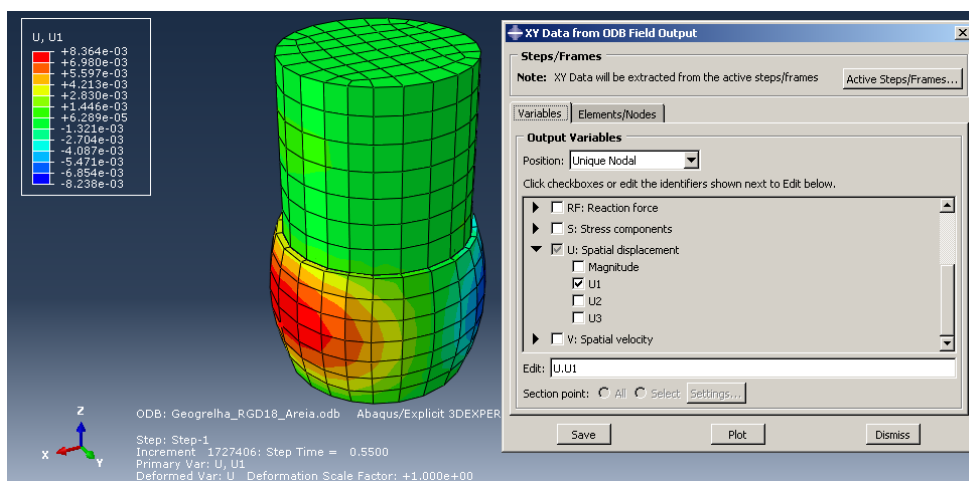 U, U1
+8.364e-03
+6.980e-03
+5.597e-03
+4.213e-03
+2.830e-03
+1.446e-03
+6.289e-05
-1.321e-03
-2.704e-03
-4.087e-03
-5.471e-03
-6.854e-03
-8.238e-03
Z
X
Y
ODB: Geogrelha_RGD18_Areia.odb Abaqus/Explicit 3DEXPER
Step: Step-1
Increment 1727406: Step Time = 0.5500
Primary Var: U, U1
Deformed Var: U Deformation Scale Factor: +1.000e+00
XY Data from ODB Field Output
Steps/Frames
Note: XY Data will be extracted from the active steps/frames
Active Steps/Frames...
Variables Elements/Nodes
Output Variables
Position: Unique Nodal
Click checkboxes or edit the identifiers shown next to Edit below.
RF: Reaction force
S: Stress components
U: Spatial displacement
Magnitude
U1
U2
U3
V: Spatial velocity
Edit: U.U1
Section point: All Select Settings...
Save Plot Dismiss